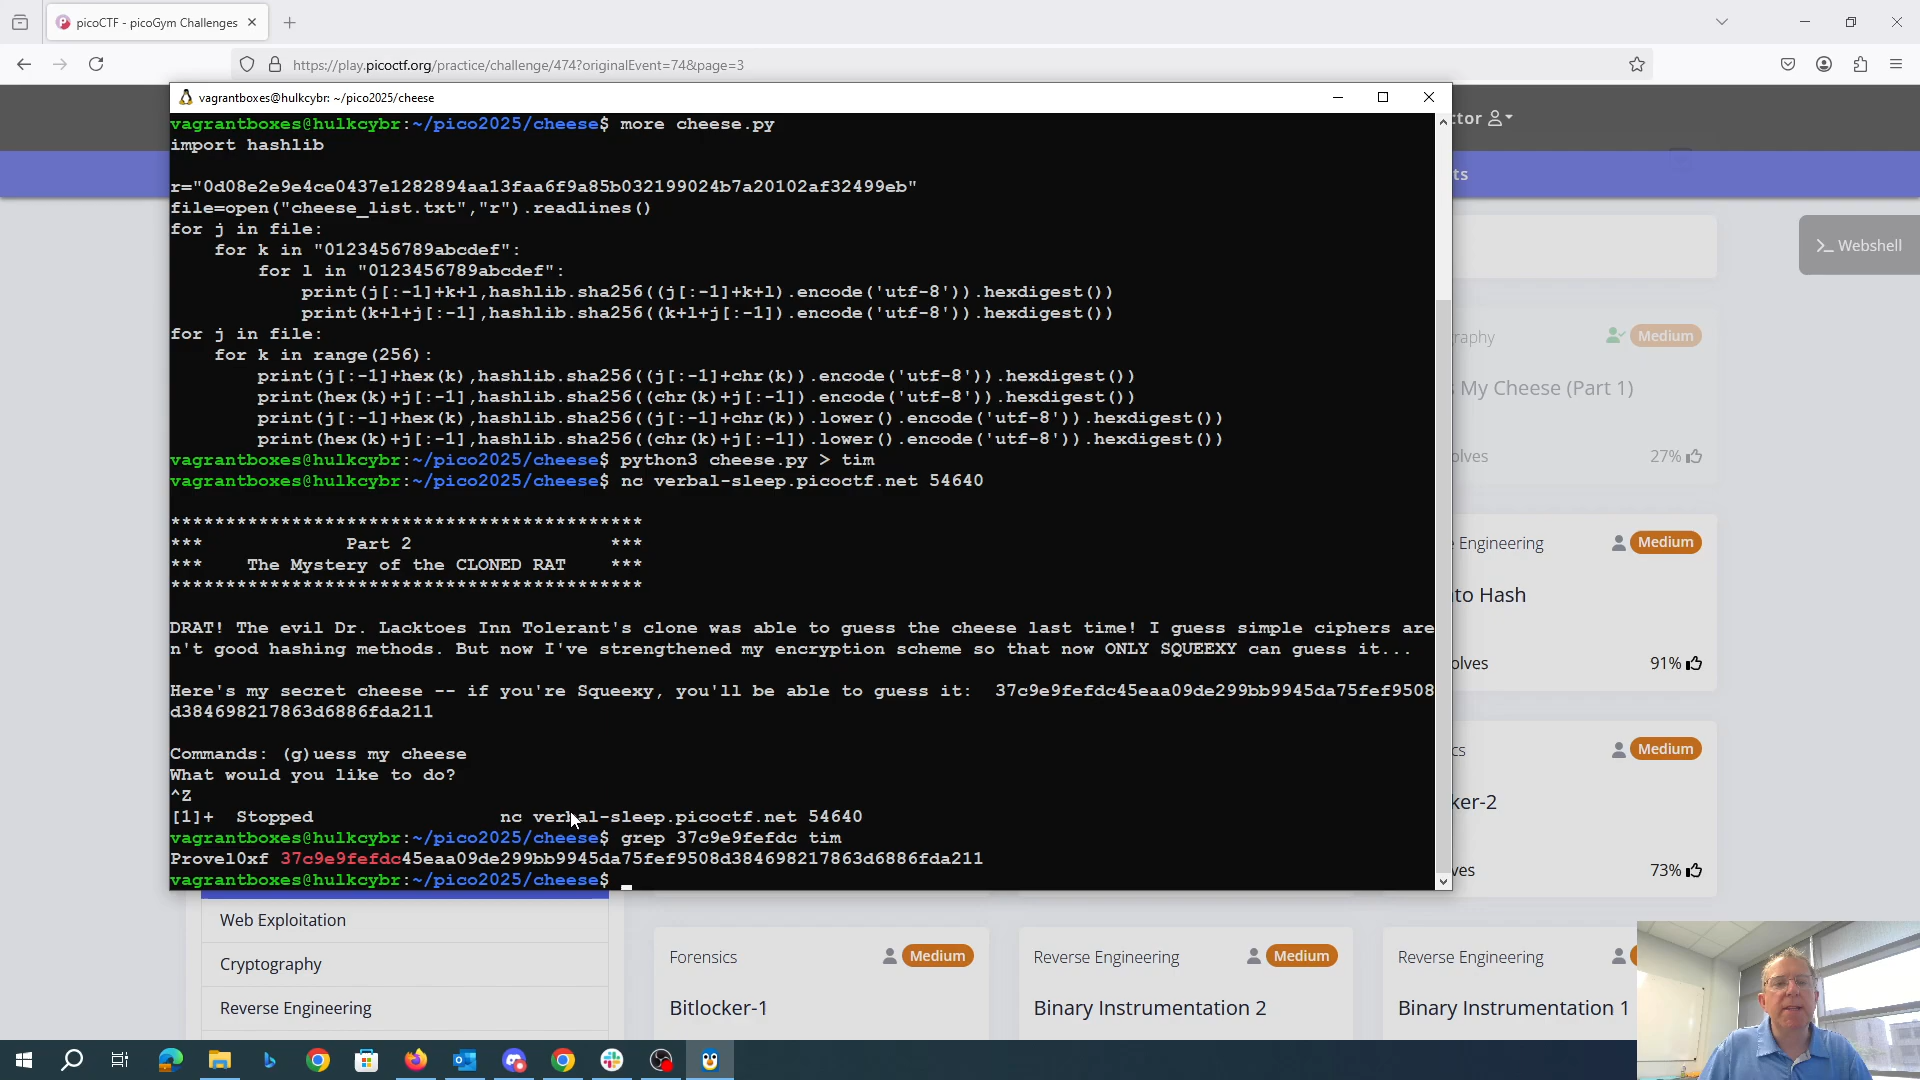 picoCTF - picoGym Challenges
https://play.picoctf.org/practice/challenge/474?originalEvent=74&page=3
vagrantboxes@hulkcybr: ~/pico2025/cheese
vagrantboxes@hulkcybr:~/pico2025/cheese$ more cheese.py
import hashlib
r="0d08e2e9e4ce0437e1282894aa13faa6f9a85b032199024b7a20102af32499eb"
file=open("cheese_list.txt","r").readlines()
for j in file:
    for k in "0123456789abcdef":
        for l in "0123456789abcdef":
            print(j[:-1]+k+l,hashlib.sha256((j[:-1]+k+l).encode('utf-8')).hexdigest())
            print(k+l+j[:-1],hashlib.sha256((k+l+j[:-1]).encode('utf-8')).hexdigest())
for j in file:
    for k in range(256):
        print(j[:-1]+hex(k),hashlib.sha256((j[:-1]+chr(k)).encode('utf-8')).hexdigest())
        print(hex(k)+j[:-1],hashlib.sha256((chr(k)+j[:-1]).encode('utf-8')).hexdigest())
        print(j[:-1]+hex(k),hashlib.sha256((j[:-1]+chr(k)).lower().encode('utf-8')).hexdigest())
        print(hex(k)+j[:-1],hashlib.sha256((chr(k)+j[:-1]).lower().encode('utf-8')).hexdigest())
vagrantboxes@hulkcybr:~/pico2025/cheese$ python3 cheese.py > tim
vagrantboxes@hulkcybr:~/pico2025/cheese$ nc verbal-sleep.picoctf.net 54640
*******************************************
***             Part 2                  ***
***    The Mystery of the CLONED RAT    ***
*******************************************
DRAT! The evil Dr. Lacktoes Inn Tolerant's clone was able to guess the cheese last time! I guess simple ciphers are
n't good hashing methods. But now I've strengthened my encryption scheme so that now ONLY SQUEEXY can guess it...
Here's my secret cheese -- if you're Squeexy, you'll be able to guess it:  37c9e9fefdc45eaa09de299bb9945da75fef9508
d384698217863d6886fda211
Commands: (g)uess my cheese
What would you like to do?
^Z
[1]+  Stopped                 nc verbal-sleep.picoctf.net 54640
vagrantboxes@hulkcybr:~/pico2025/cheese$ grep 37c9e9fefdc tim
Provel0xf 37c9e9fefdc45eaa09de299bb9945da75fef9508d384698217863d6886fda211
vagrantboxes@hulkcybr:~/pico2025/cheese$
ctor
ts
>_ Webshell
raphy Medium
My Cheese (Part 1)
olves 27%
Engineering Medium
to Hash
olves 91%
cs Medium
ker-2
ves 73%
Web Exploitation
Cryptography
Reverse Engineering
Forensics Medium
Bitlocker-1
Reverse Engineering Medium
Binary Instrumentation 2
Reverse Engineering
Binary Instrumentation 1